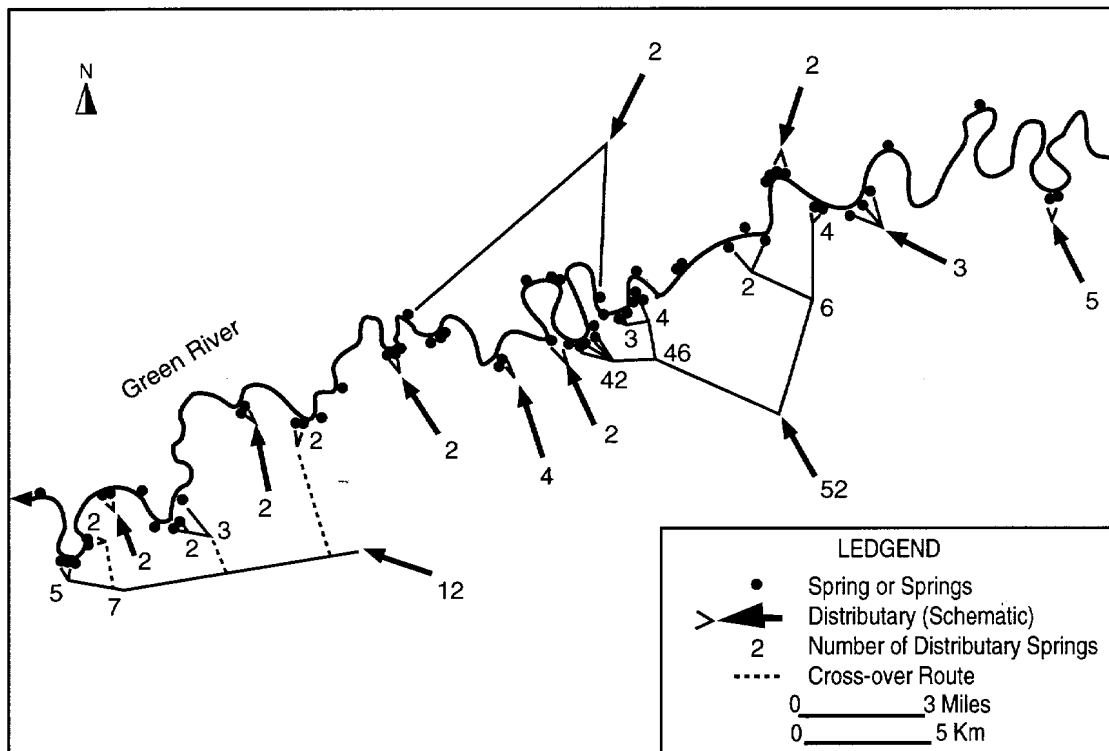 2
2
N
4
3
5
2
6
4
3
46
42
Green River
2
2
4
2
52
2
2
3
2
2
2
12
5
7
LEDGEND
Spring or Springs
Distributary (Schematic)
2 Number of Distributary Springs
Cross-over Route
0 3 Miles
0 5 Km